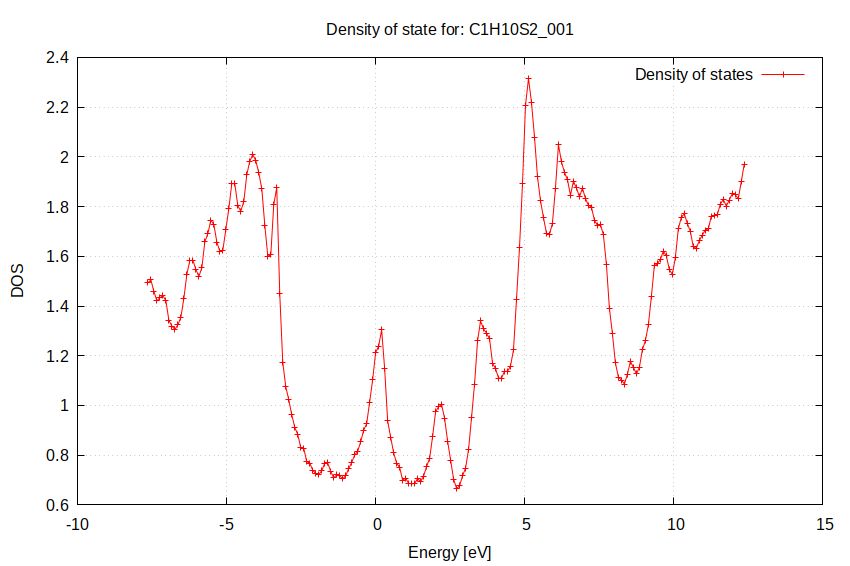 Density of state for: C1H10S2_001
Density of states
2.4
2.2
2
1.8
1.6
1.4
1.2
1
0.8
0.6
DOS
-10 -5 0 5 10 15
Energy [eV]